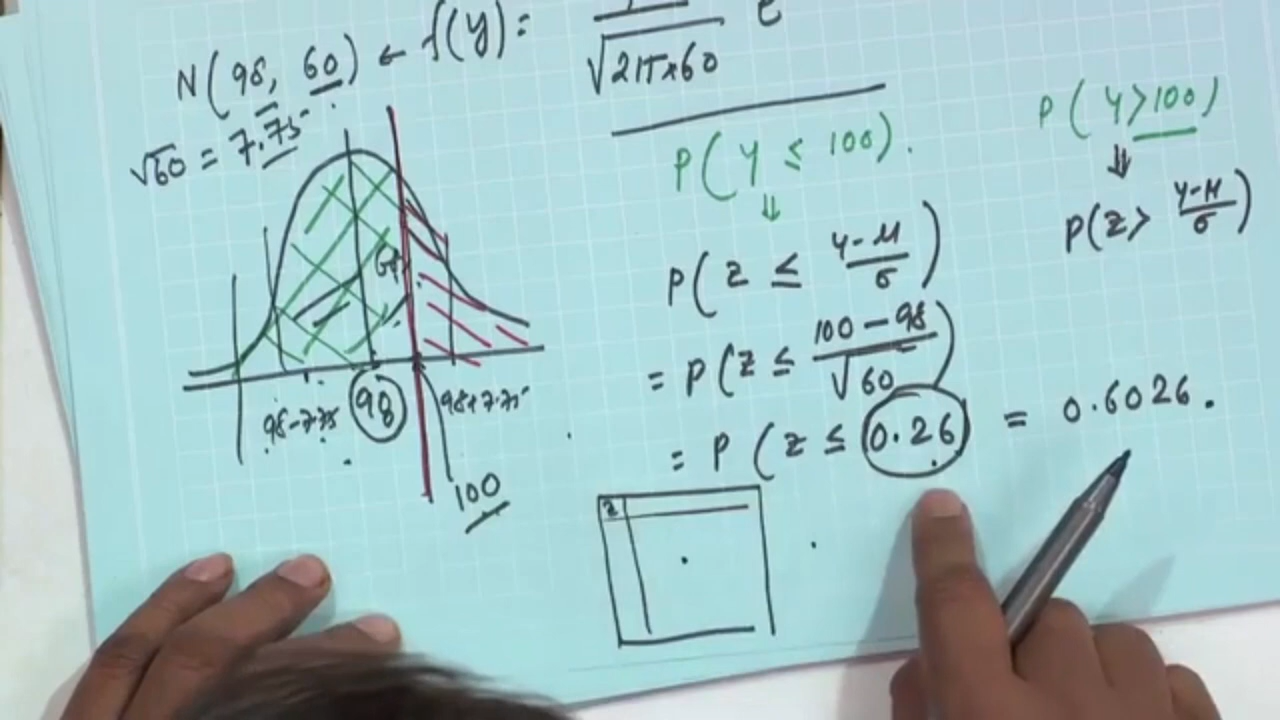 N(98, 60) ← f(y) = 1/√(2π×60) e
√60 = 7.75
P(Y ≤ 100).
⇓
P(Z ≤ (Y-μ)/σ)
= P(Z ≤ (100-98)/√60)
= P(Z ≤ 0.26) = 0.6026.
P(Y > 100)
⇓
P(Z > (Y-μ)/σ)
98-7.75 98 98+7.75
100
Z